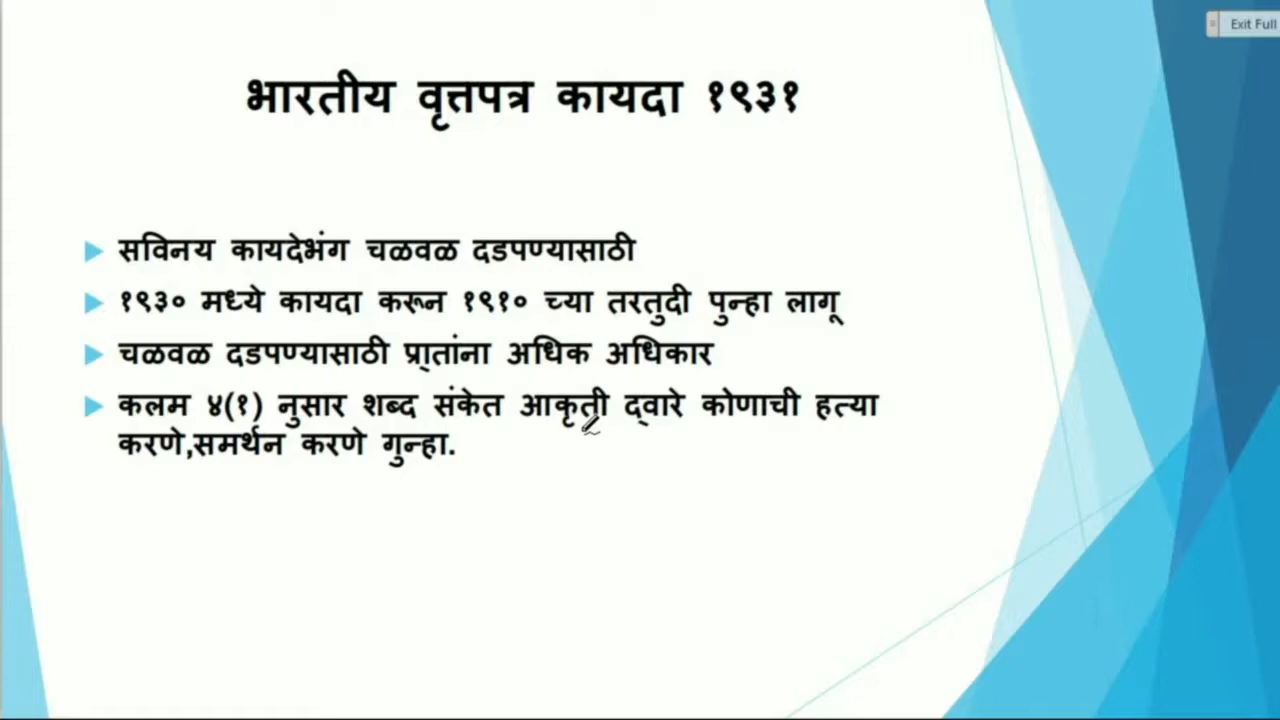 Exit Full
भारतीय वृत्तपत्र कायदा १९३१
सविनय कायदेभंग चळवळ दडपण्यासाठी
१९३० मध्ये कायदा करून १९१० च्या तरतुदी पुन्हा लागू
चळवळ दडपण्यासाठी प्रा्तांना अधिक अधिकार
कलम ४(१) नुसार शब्द संकेत आकृती द्‌वारे कोणाची हत्या
करणे,समर्थन करणे गुन्हा.